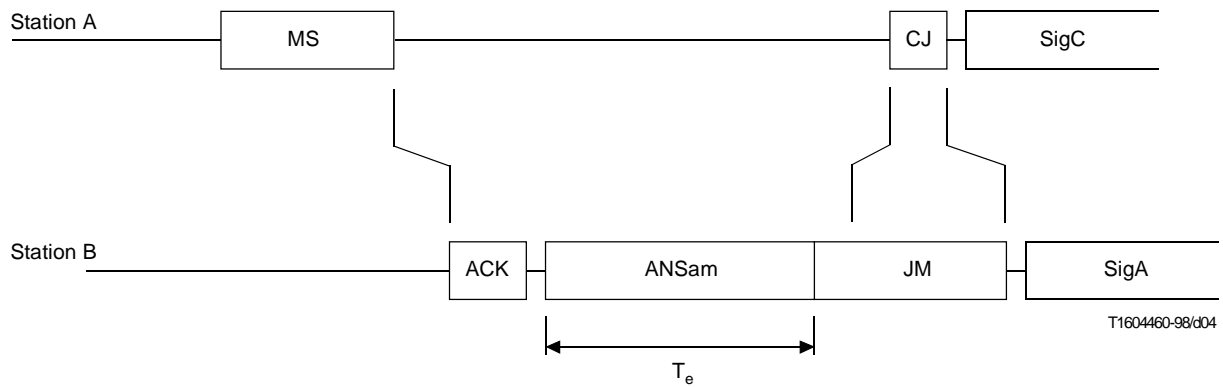 Station A
MS
CJ
SigC
Station B
ACK
ANSam
JM
SigA
T1604460-98/d04
Te